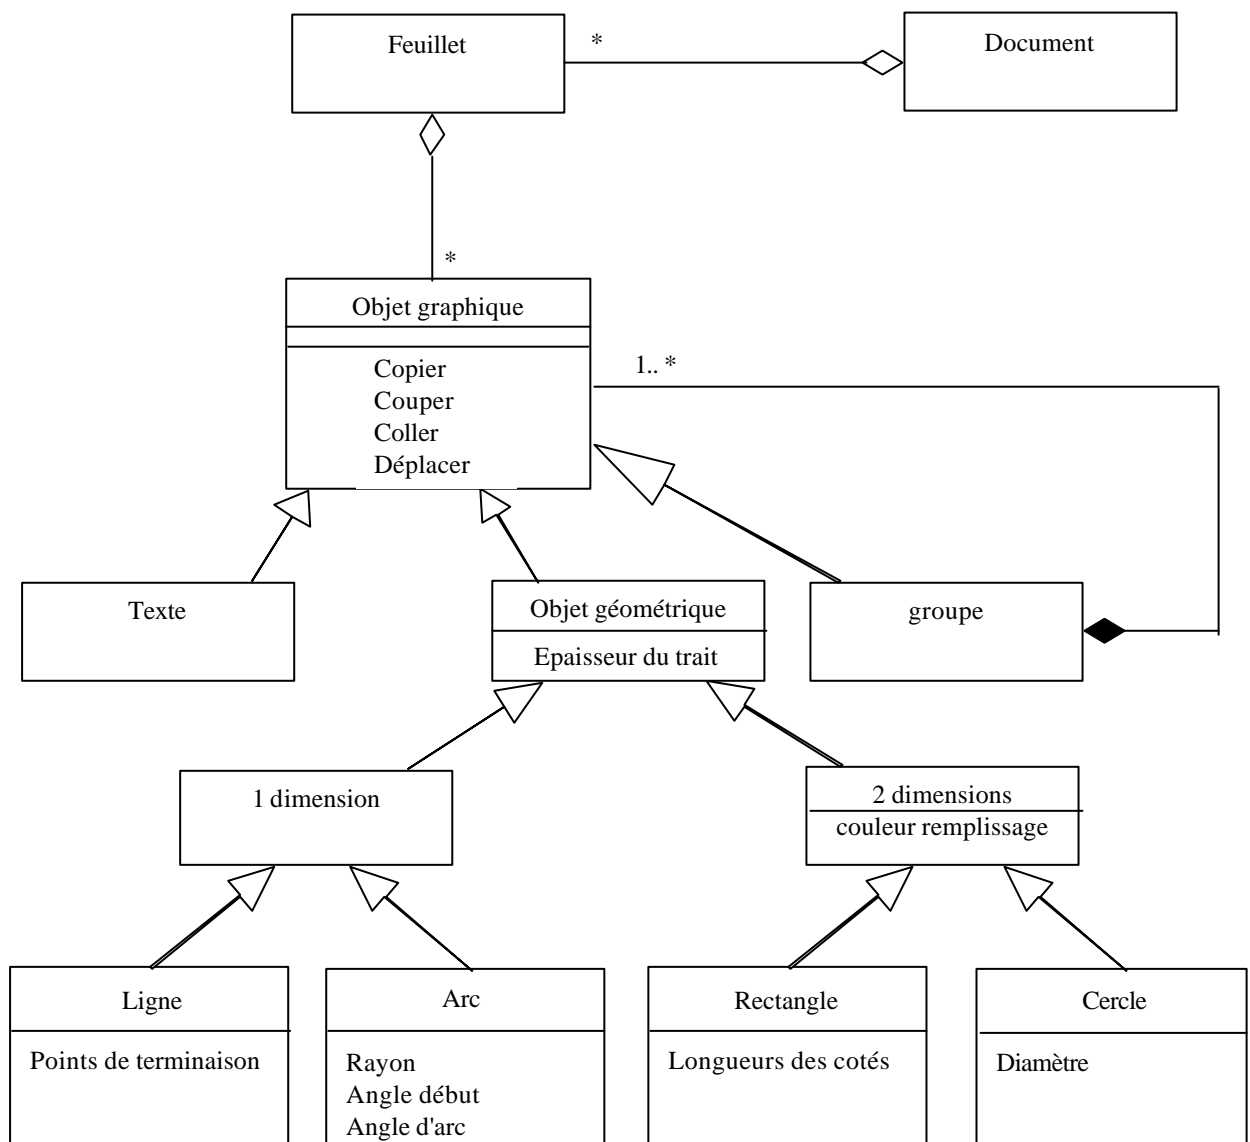 Feuillet
*
Document
*
Objet graphique
Copier
Couper
Coller
Déplacer
1.. *
Texte
Objet géométrique
Epaisseur du trait
groupe
1 dimension
2 dimensions
couleur remplissage
Ligne
Points de terminaison
Arc
Rayon
Angle début
Angle d'arc
Rectangle
Longueurs des cotés
Cercle
Diamètre